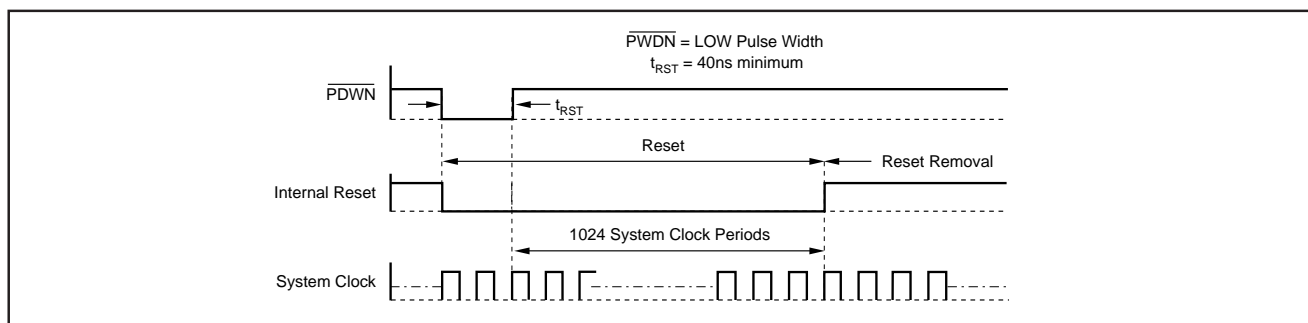 PWDN = LOW Pulse Width
tRST = 40ns minimum
PDWN
tRST
Reset
Reset Removal
Internal Reset
1024 System Clock Periods
System Clock